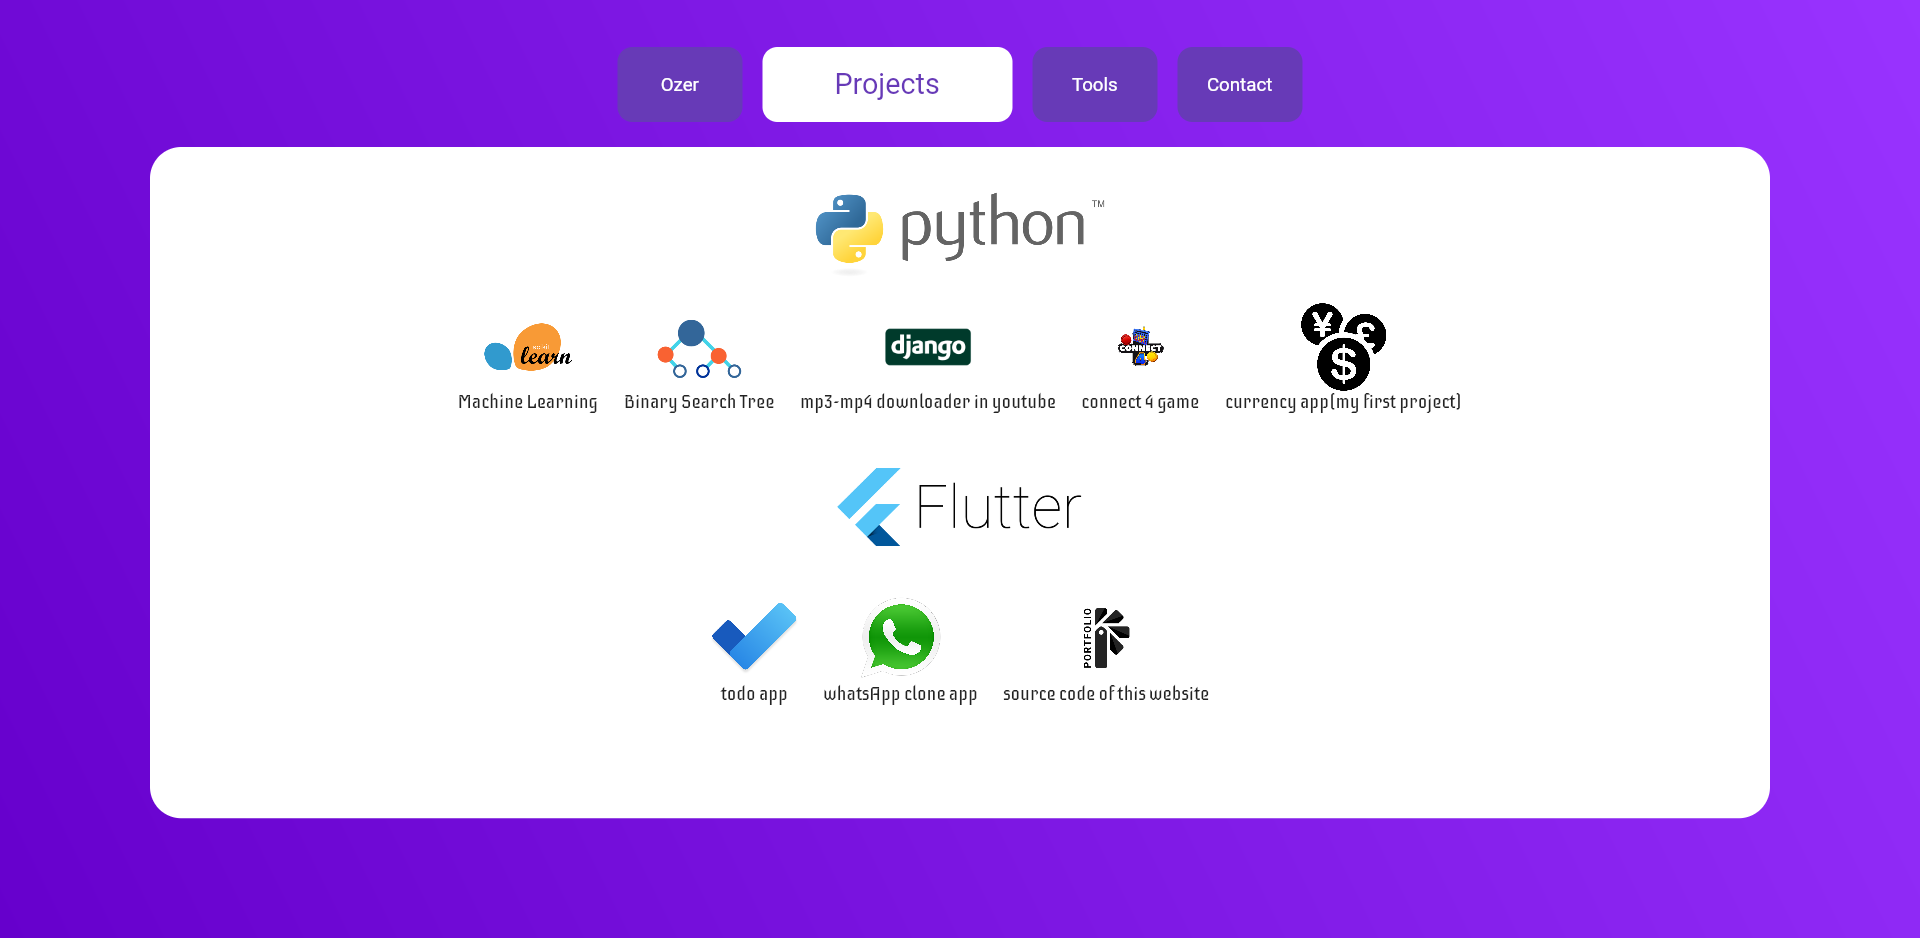 Ozer
Projects
Tools
Contact
python™
learn
django
CONNECT
4
¥ £ $
Machine Learning
Binary Search Tree
mp3-mp4 downloader in youtube
connect 4 game
currency app(my first project)
Flutter
PORTFOLIO
todo app
whatsApp clone app
source code of this website